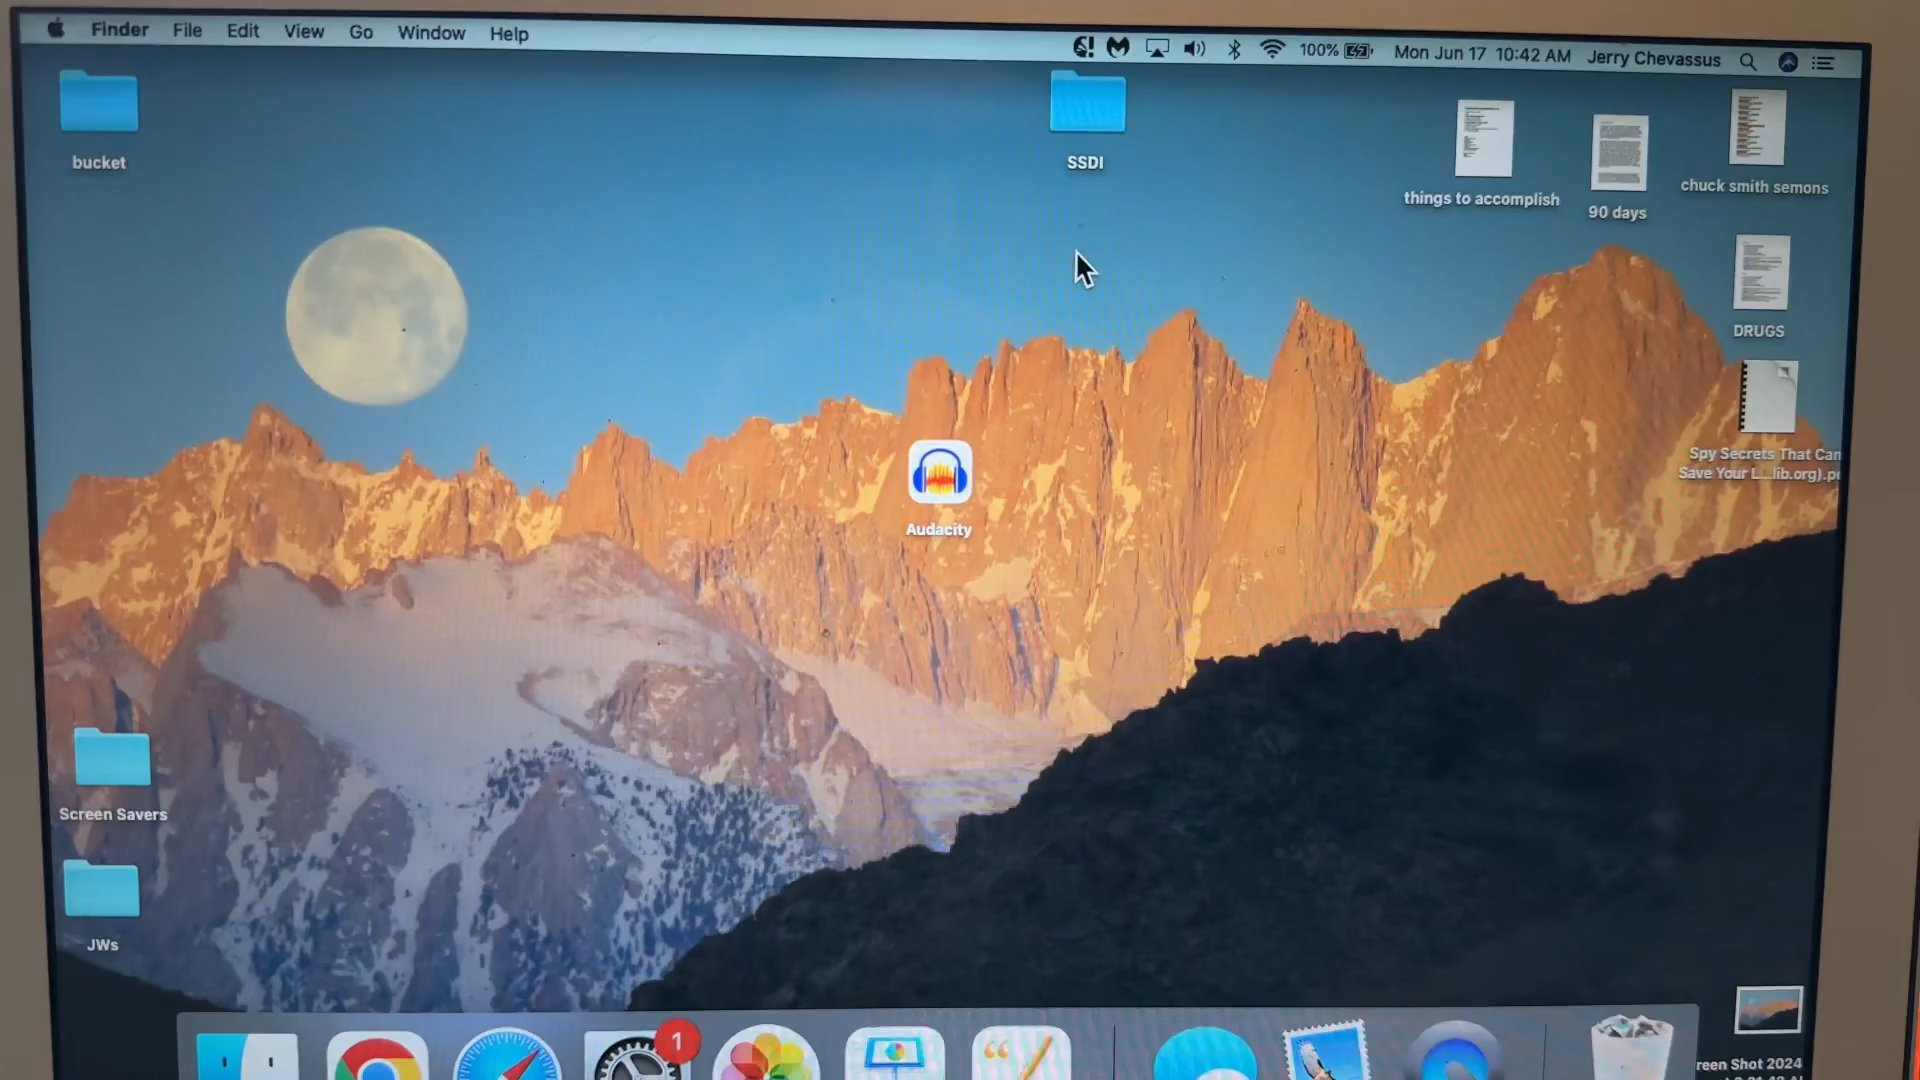 Finder File Edit View Go Window Help
100% Mon Jun 17 10:42 AM Jerry Chevassus
bucket
SSDI
things to accomplish
90 days
chuck smith semons
DRUGS
Spy Secrets That Can
Save Your L...lib.org).p
Audacity
Screen Savers
JWs
1
reen Shot 2024